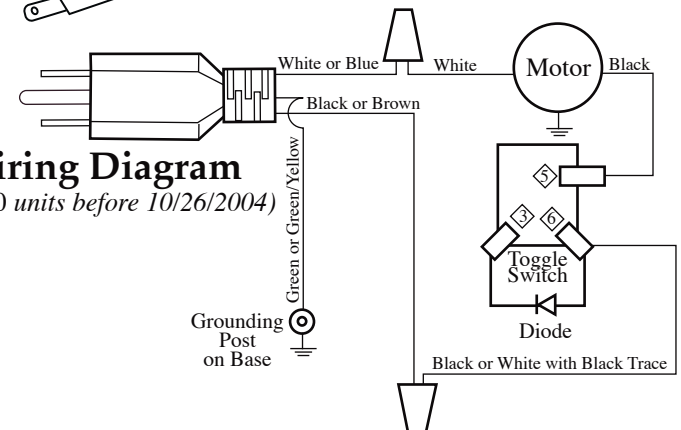 White or Blue
White
Motor
Black
Black or Brown
Green or Green/Yellow
iring Diagram
0 units before 10/26/2004)
5
3
6
Toggle
Switch
Diode
Grounding
Post
on Base
Black or White with Black Trace